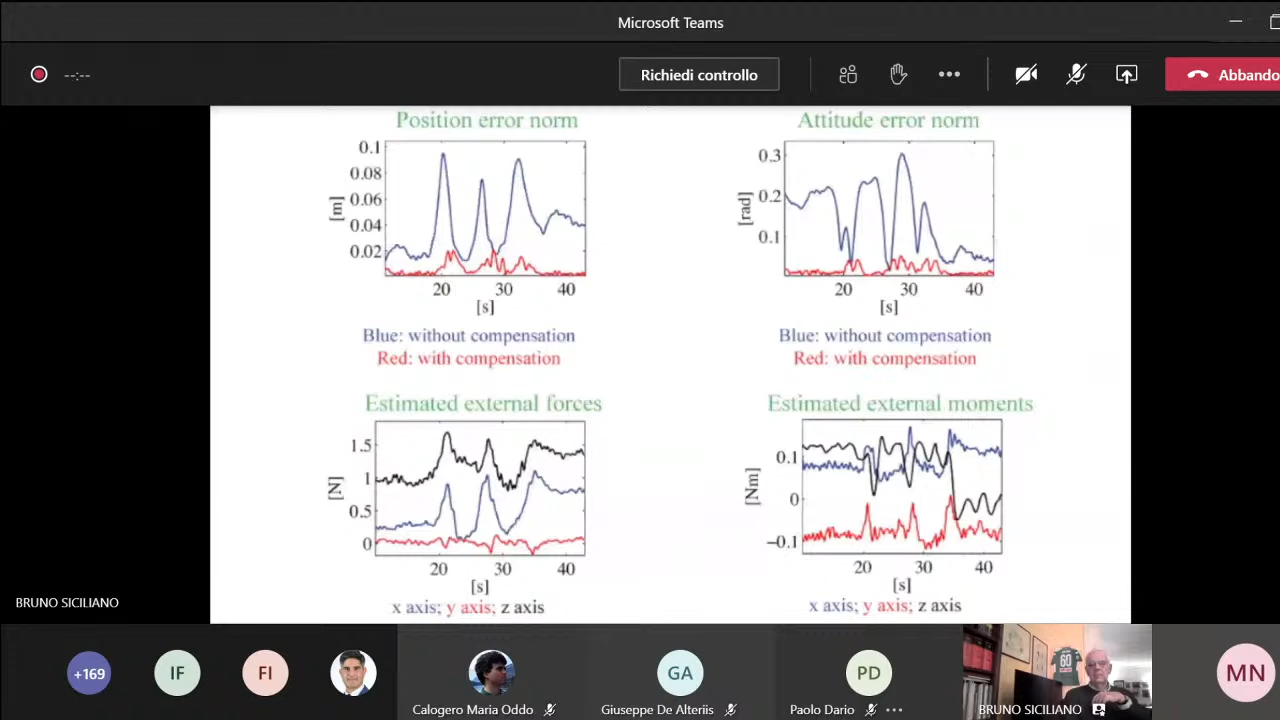 Microsoft Teams
--:--
Richiedi controllo
Abbando
Position error norm
0.1
0.08
0.06
0.04
0.02
[m]
20 30 40
[s]
Blue: without compensation
Red: with compensation
Attitude error norm
0.3
0.2
0.1
[rad]
20 30 40
[s]
Blue: without compensation
Red: with compensation
Estimated external forces
1.5
1
0.5
0
[N]
20 30 40
[s]
x axis; y axis; z axis
Estimated external moments
0.1
0
−0.1
[Nm]
20 30 40
[s]
x axis; y axis; z axis
BRUNO SICILIANO
+169
IF
FI
Calogero Maria Oddo
GA
Giuseppe De Alteriis
PD
Paolo Dario
60
BRUNO SICILIANO
MN